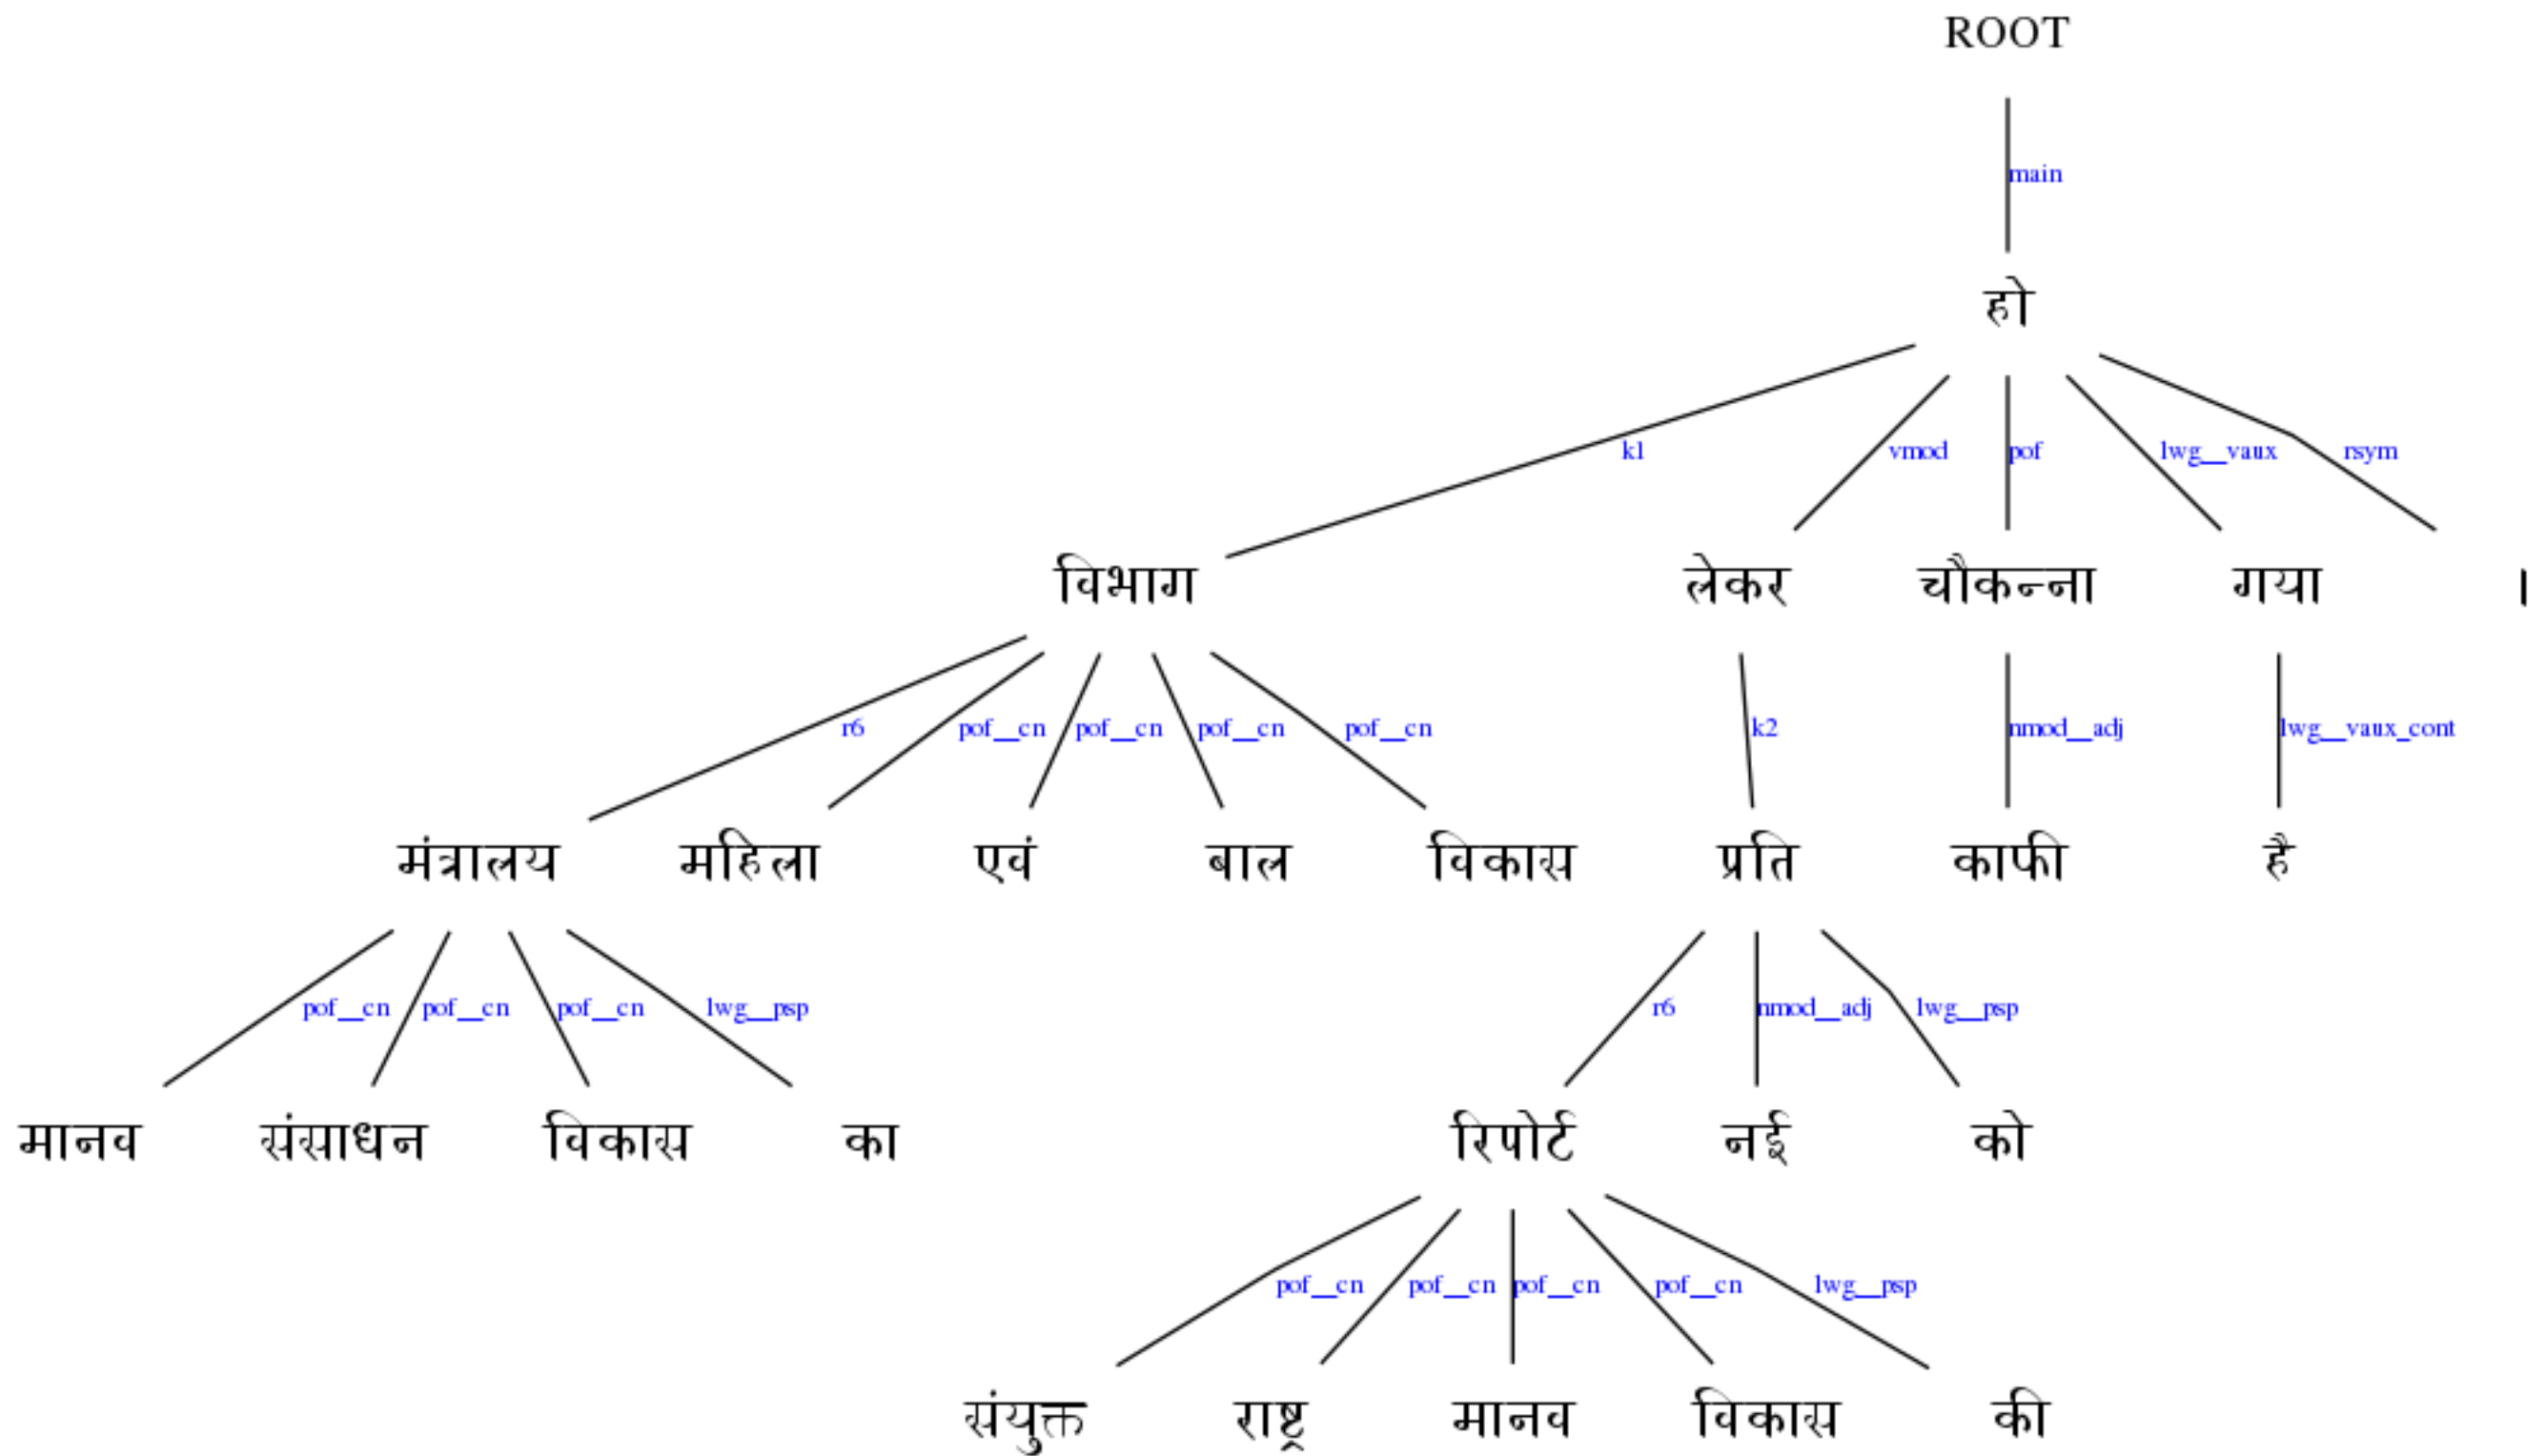 ROOT
main
हो
k1 vmod pof lwg__vaux rsym
विभाग लेकर चौकन्ना गया ।
r6 pof__cn pof__cn pof__cn pof__cn k2 nmod__adj lwg__vaux_cont
मंत्रालय महिला एवं बाल विकास प्रति काफी है
pof__cn pof__cn pof__cn lwg__psp r6 nmod__adj lwg__psp
मानव संसाधन विकास का रिपोर्ट नई को
pof__cn pof__cn pof__cn pof__cn lwg__psp
संयुक्त राष्ट्र मानव विकास की